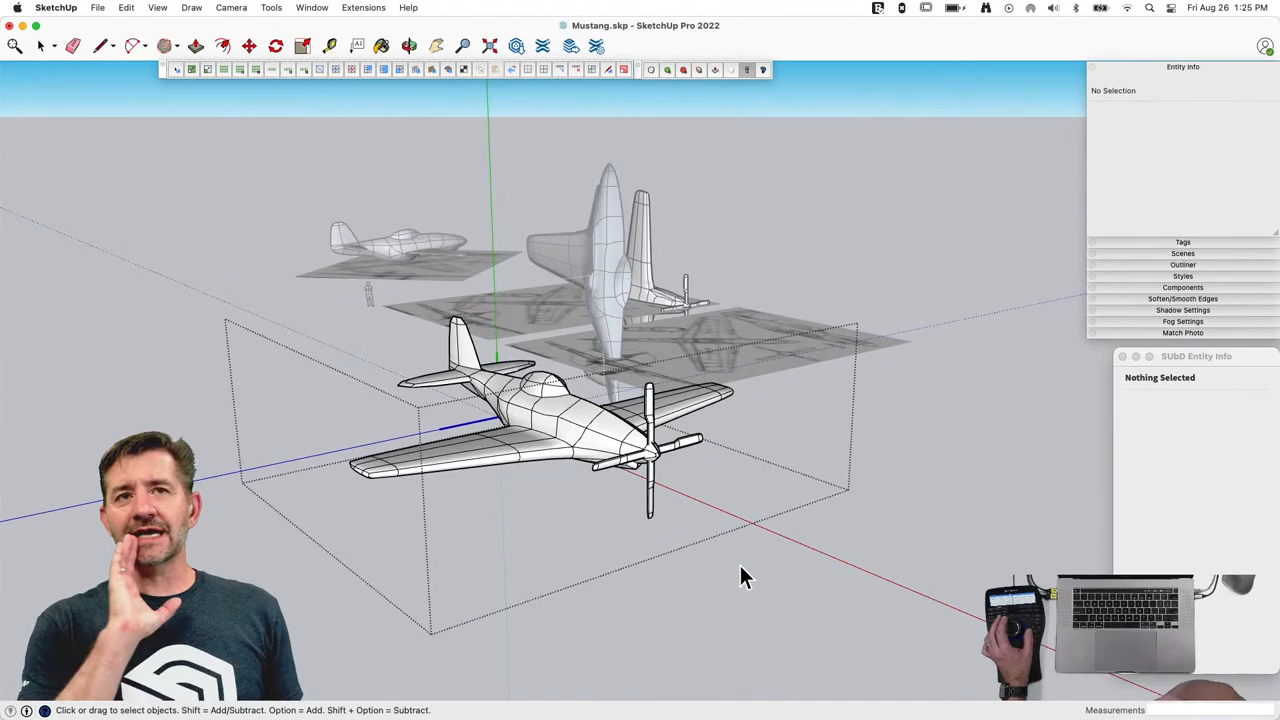 SketchUp File Edit View Draw Camera Tools Window Extensions Help Fri Aug 26 1:25 PM
Mustang.skp - SketchUp Pro 2022
Entity Info
No Selection
Tags
Scenes
Outliner
Styles
Components
Soften/Smooth Edges
Shadow Settings
Fog Settings
Match Photo
SUbD Entity Info
Nothing Selected
Click or drag to select objects. Shift = Add/Subtract. Option = Add. Shift + Option = Subtract. Measurements